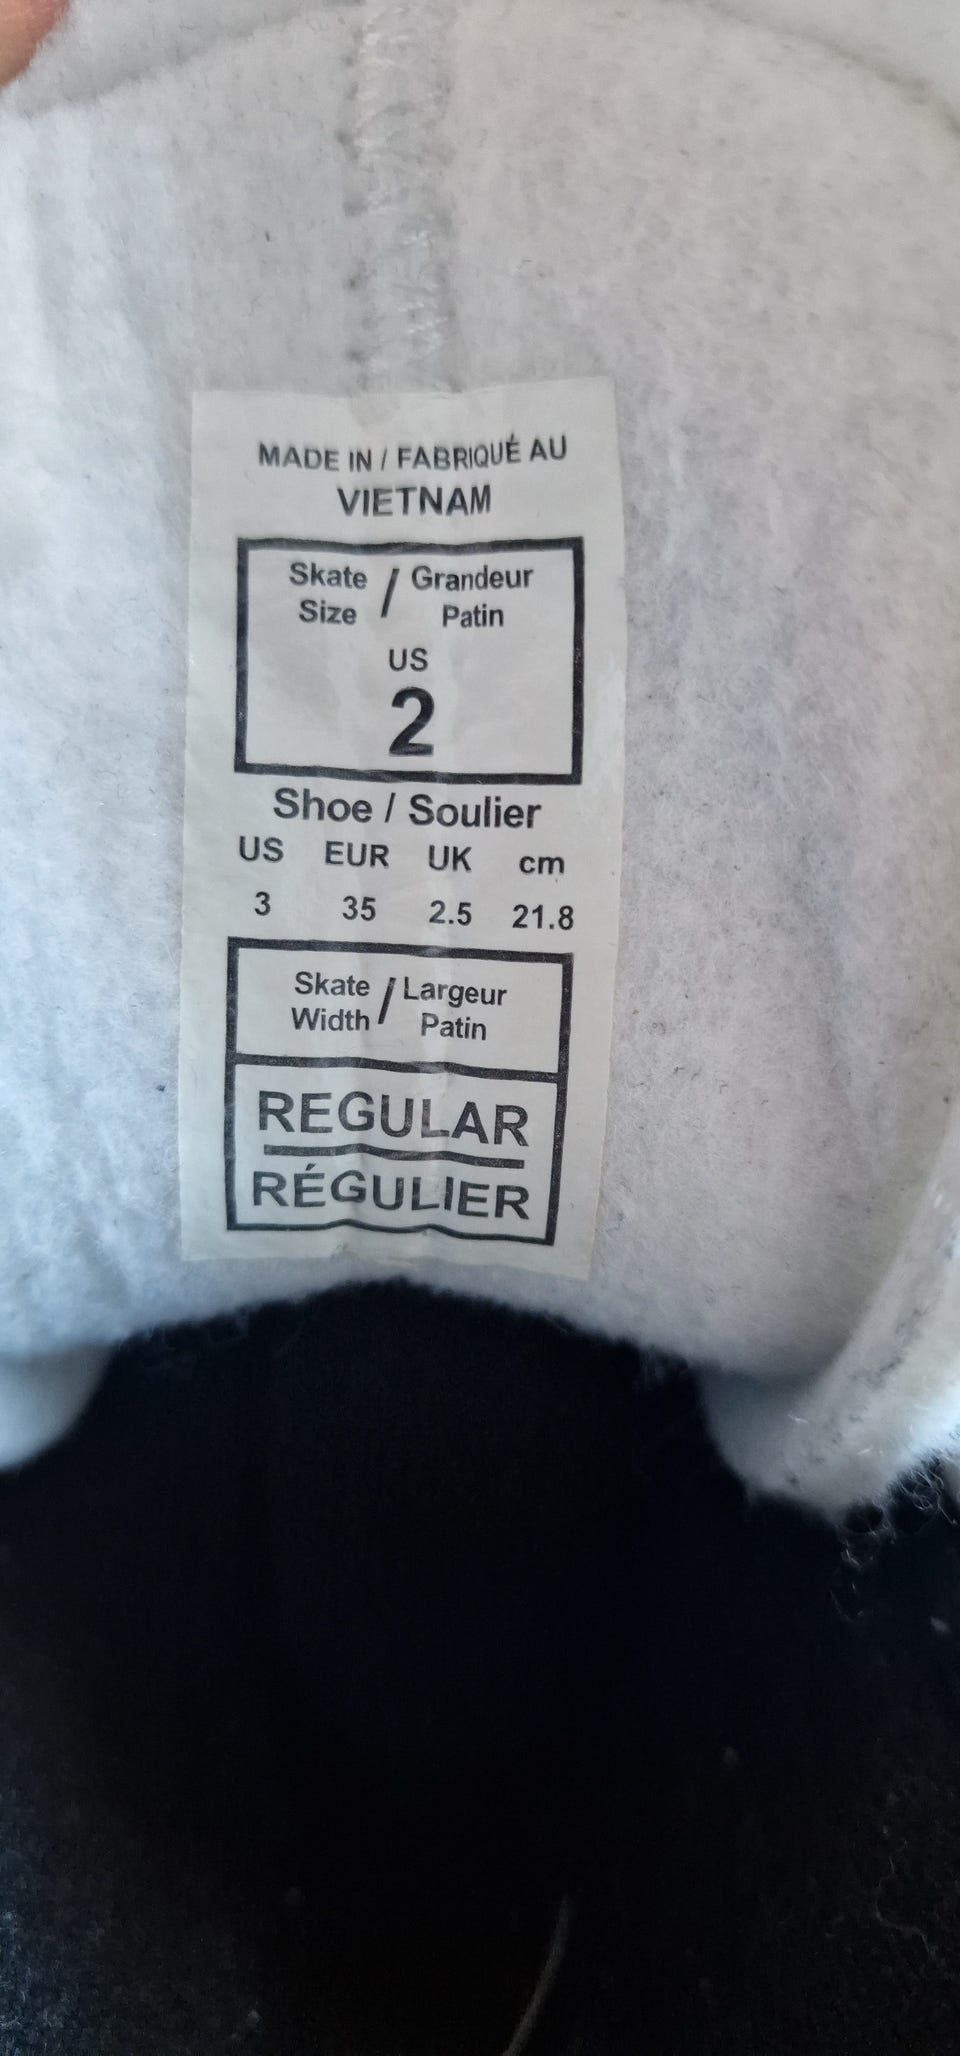 MADE IN / FABRIQUÉ AU
VIETNAM
Skate Size / Grandeur Patin
US
2
Shoe / Soulier
US EUR UK cm
3 35 2.5 21.8
Skate Width / Largeur Patin
REGULAR
RÉGULIER